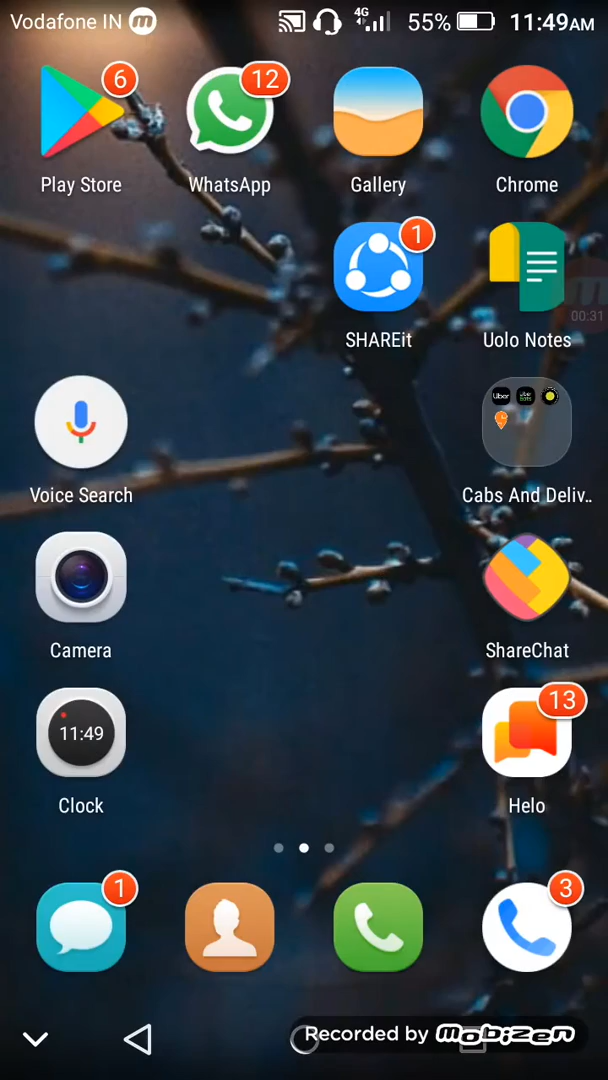 Vodafone IN
4G
55%
11:49AM
6
12
Play Store
WhatsApp
Gallery
Chrome
1
SHAREit
Uolo Notes
00:31
Uber
Voice Search
Cabs And Deliv..
Camera
ShareChat
11:49
13
Clock
Helo
1
3
Recorded by mobizen